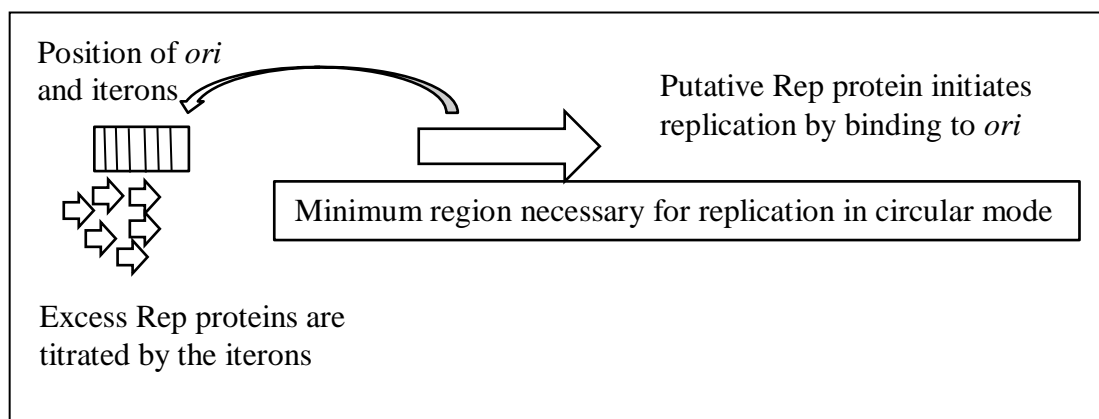 Position of ori
and iterons
Putative Rep protein initiates
replication by binding to ori
Minimum region necessary for replication in circular mode
Excess Rep proteins are
titrated by the iterons